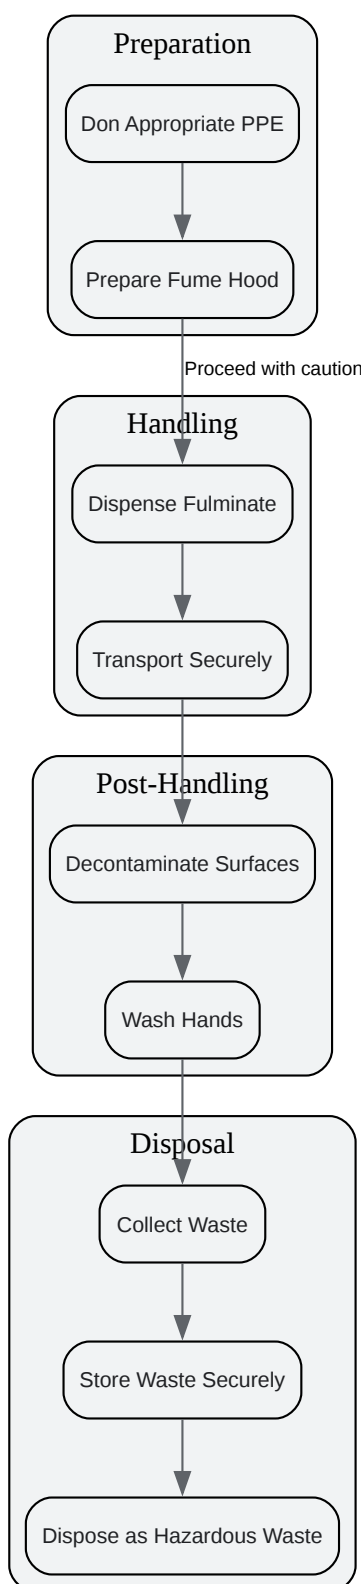 Preparation
Don Appropriate PPE
Prepare Fume Hood
Proceed with caution
Handling
Dispense Fulminate
Transport Securely
Post-Handling
Decontaminate Surfaces
Wash Hands
Disposal
Collect Waste
Store Waste Securely
Dispose as Hazardous Waste